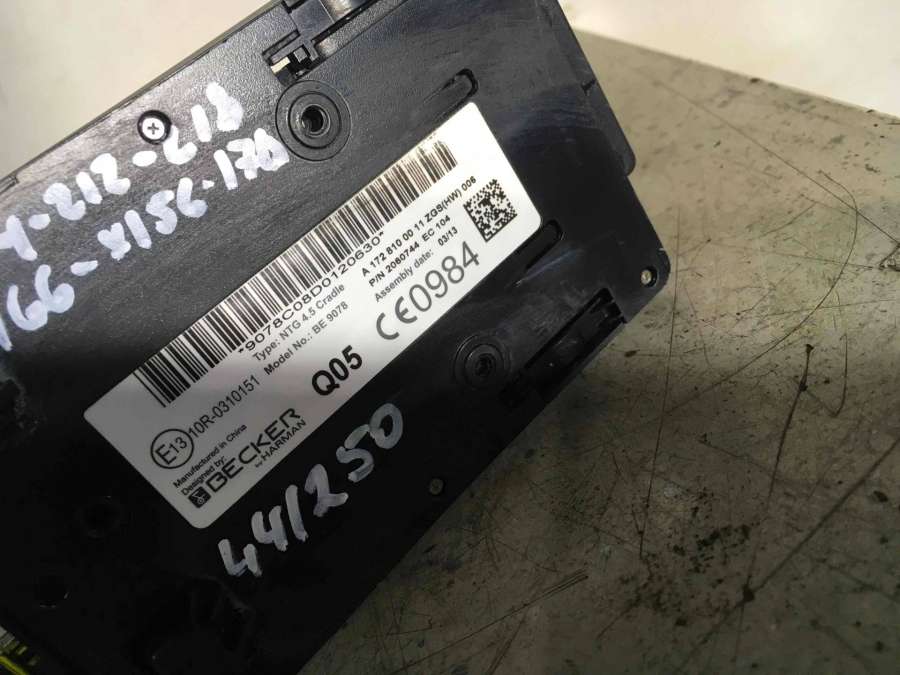 4-212-218
166-x156-176
*9078C08D0120630*
Type: NTG 4.5 Cradle
Model No.: BE 9078
A 172 810 00 11 ZGS(HW) 006
P/N 2060744 EC 104
Assembly date: 03/13
Q05
CE0984
E13
10R-0310151
Manufactured in China
Designed by:
BECKER
by HARMAN
441250